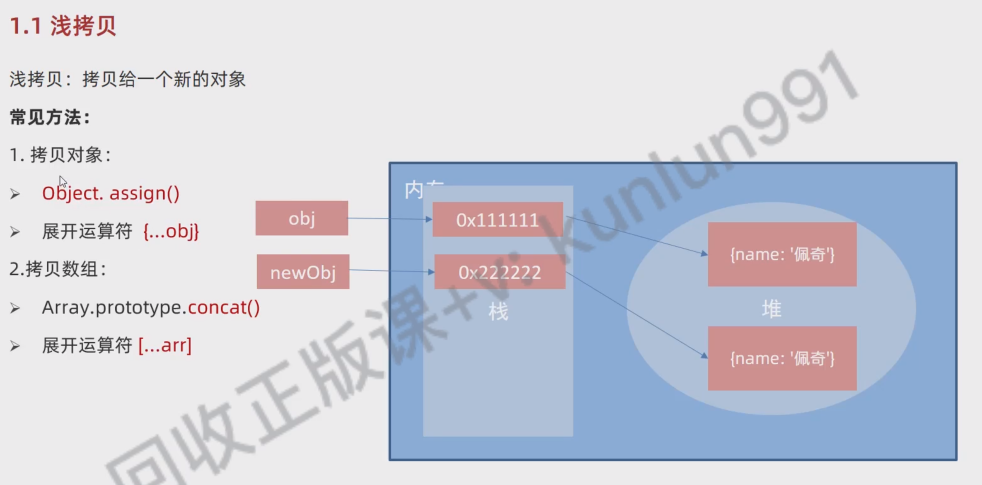 1.1 浅拷贝
浅拷贝：拷贝给一个新的对象
常见方法：
1. 拷贝对象：
➢ Object. assign()
➢ 展开运算符 {...obj}
2.拷贝数组：
➢ Array.prototype.concat()
➢ 展开运算符 [...arr]
内存
obj
0x111111
newObj
0x222222
栈
{name: '佩奇'}
堆
{name: '佩奇'}
回收正版课+v: kunlun991